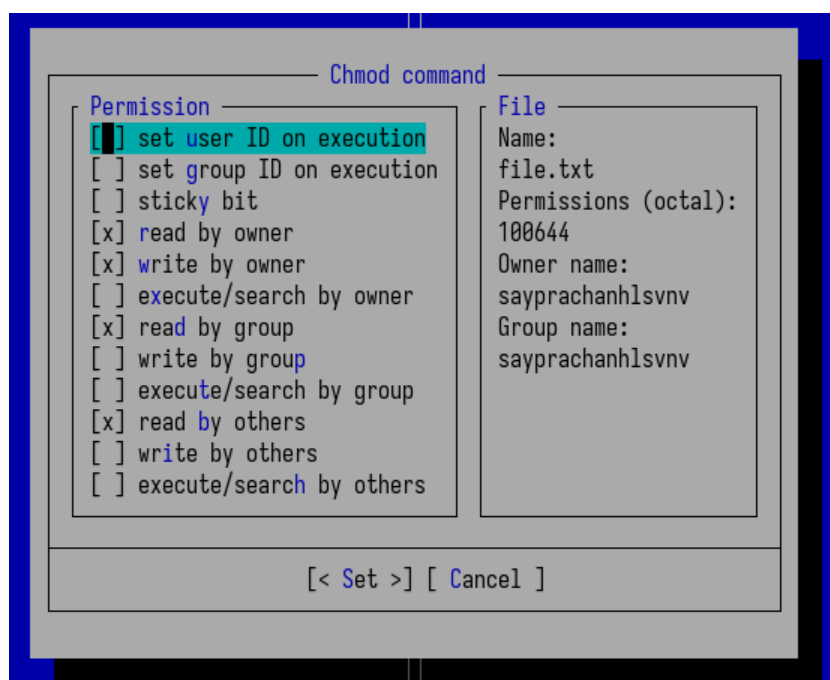 Chmod command
Permission
[ ] set user ID on execution
[ ] set group ID on execution
[ ] sticky bit
[x] read by owner
[x] write by owner
[ ] execute/search by owner
[x] read by group
[ ] write by group
[ ] execute/search by group
[x] read by others
[ ] write by others
[ ] execute/search by others
File
Name:
file.txt
Permissions (octal):
100644
Owner name:
sayprachanhlsvnv
Group name:
sayprachanhlsvnv
[< Set >] [ Cancel ]